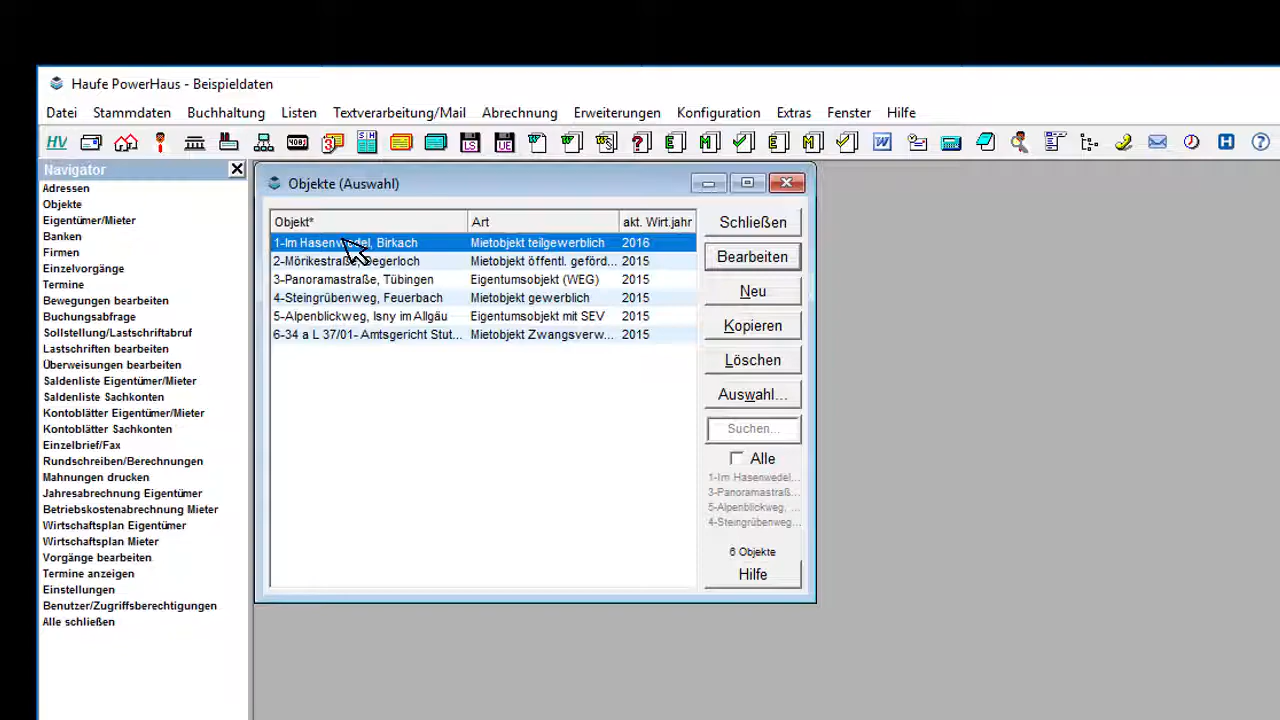 Haufe PowerHaus - Beispieldaten
Datei Stammdaten Buchhaltung Listen Textverarbeitung/Mail Abrechnung Erweiterungen Konfiguration Extras Fenster Hilfe
HV
Navigator
Adressen
Objekte
Eigentümer/Mieter
Banken
Firmen
Einzelvorgänge
Termine
Bewegungen bearbeiten
Buchungsabfrage
Sollstellung/Lastschriftabruf
Lastschriften bearbeiten
Überweisungen bearbeiten
Saldenliste Eigentümer/Mieter
Saldenliste Sachkonten
Kontoblätter Eigentümer/Mieter
Kontoblätter Sachkonten
Einzelbrief/Fax
Rundschreiben/Berechnungen
Mahnungen drucken
Jahresabrechnung Eigentümer
Betriebskostenabrechnung Mieter
Wirtschaftsplan Eigentümer
Wirtschaftsplan Mieter
Vorgänge bearbeiten
Termine anzeigen
Einstellungen
Benutzer/Zugriffsberechtigungen
Alle schließen
Objekte (Auswahl)
Objekt* Art akt. Wirt.jahr
1-Im Hasenwedel, Birkach Mietobjekt teilgewerblich 2016
2-Mörikestraße, Degerloch Mietobjekt öffentl. geförd... 2015
3-Panoramastraße, Tübingen Eigentumsobjekt (WEG) 2015
4-Steingrübenweg, Feuerbach Mietobjekt gewerblich 2015
5-Alpenblickweg, Isny im Allgäu Eigentumsobjekt mit SEV 2015
6-34 a L 37/01- Amtsgericht Stut... Mietobjekt Zwangsverw... 2015
Schließen
Bearbeiten
Neu
Kopieren
Löschen
Auswahl...
Suchen...
Alle
1-Im Hasenwedel...
3-Panoramastraß...
5-Alpenblickweg, ...
4-Steingrübenweg...
6 Objekte
Hilfe